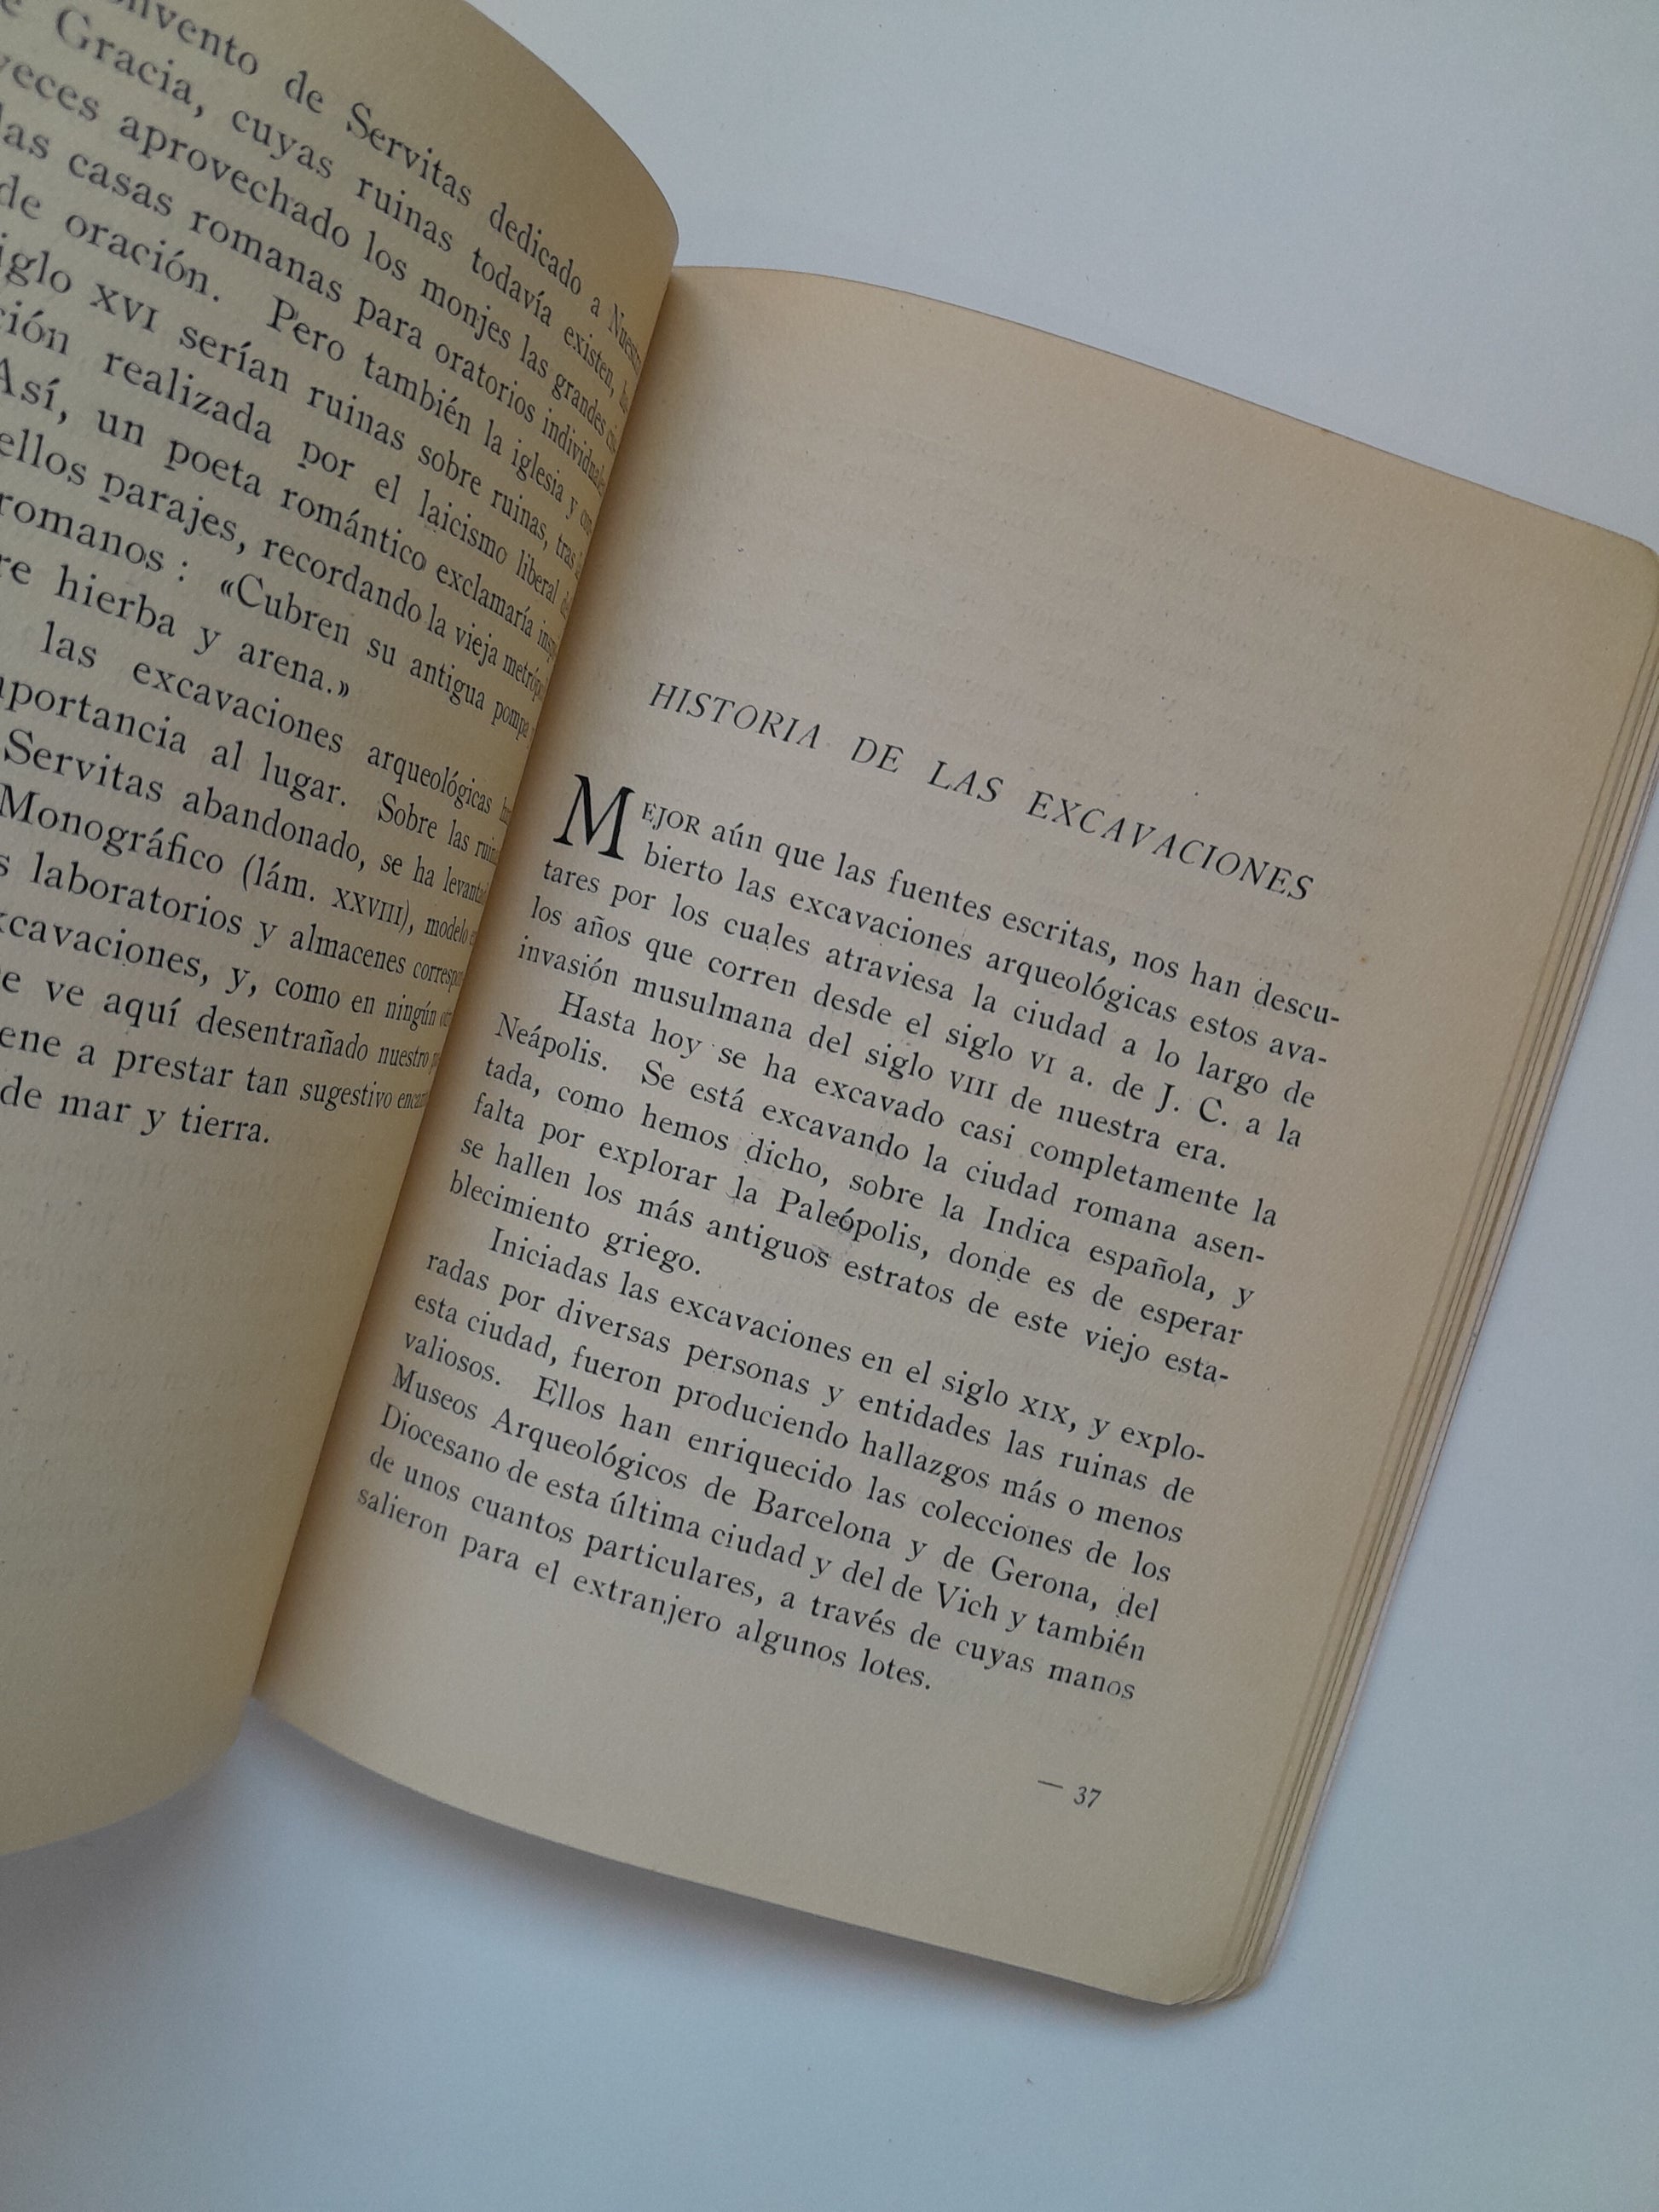 de Servitas dedicado a
Gracia, cuyas ruinas todavía existen,
veces aprovechado los monjes las grandes
las casas romanas para oratorios
de oración. Pero también la iglesia y
siglo XVI serían ruinas sobre ruinas, tras
realizada por el laicismo liberal
Así, un poeta romántico exclamaría
parajes, recordando la vieja
romanos : «Cubren su antigua pompa
hierba y arena.»
las excavaciones arqueológicas
al lugar. Sobre las
Servitas abandonado, se ha
Monográfico (lám. XXVIII), modelo
laboratorios y almacenes
y, como en ningún
ve aquí desentrañado nuestro
a prestar tan sugestivo
de mar y tierra.
HISTORIA DE LAS EXCAVACIONES
MEJOR aún que las fuentes escritas, nos han descu-
bierto las excavaciones arqueológicas estos ava-
tares por los cuales atraviesa la ciudad a lo largo de
los años que corren desde el siglo VI a. de J. C. a la
invasión musulmana del siglo VIII de nuestra era.
Hasta hoy se ha excavado casi completamente la
Neápolis. Se está excavando la ciudad romana asen-
tada, como hemos dicho, sobre la Indica española, y
falta por explorar la Paleópolis, donde es de esperar
se hallen los más antiguos estratos de este viejo esta-
blecimiento griego.
Iniciadas las excavaciones en el siglo XIX, y explo-
radas por diversas personas y entidades las ruinas de
esta ciudad, fueron produciendo hallazgos más o menos
valiosos. Ellos han enriquecido las colecciones de los
Museos Arqueológicos de Barcelona y de Gerona, del
Diocesano de esta última ciudad y del de Vich y también
de unos cuantos particulares, a través de cuyas manos
salieron para el extranjero algunos lotes.
— 37